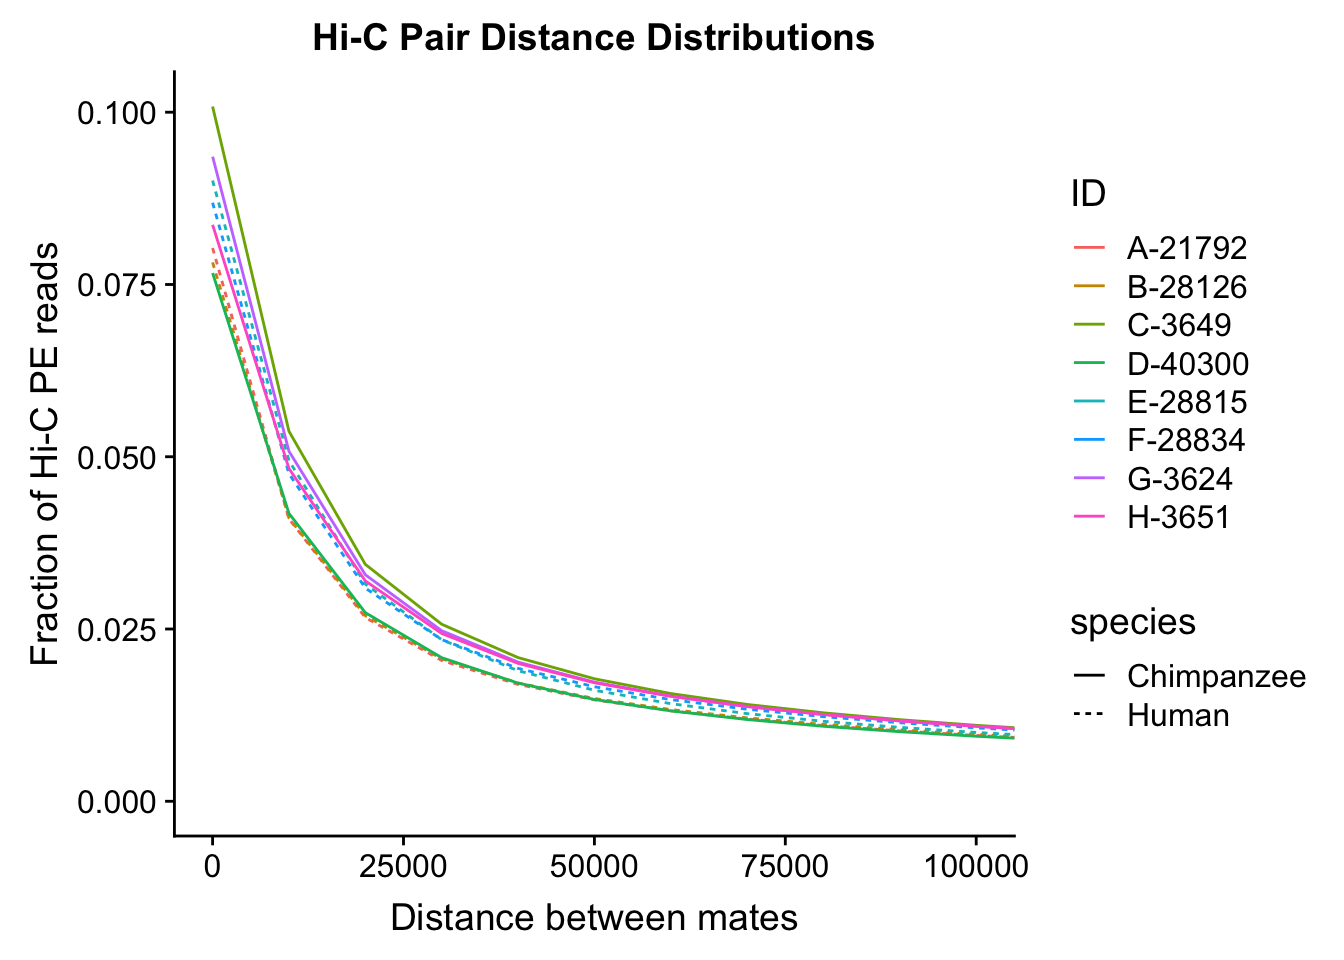 Hi-C Pair Distance Distributions
Fraction of Hi-C PE reads
0.100
0.075
0.050
0.025
0.000
0 25000 50000 75000 100000
Distance between mates
ID
A-21792
B-28126
C-3649
D-40300
E-28815
F-28834
G-3624
H-3651
species
Chimpanzee
Human